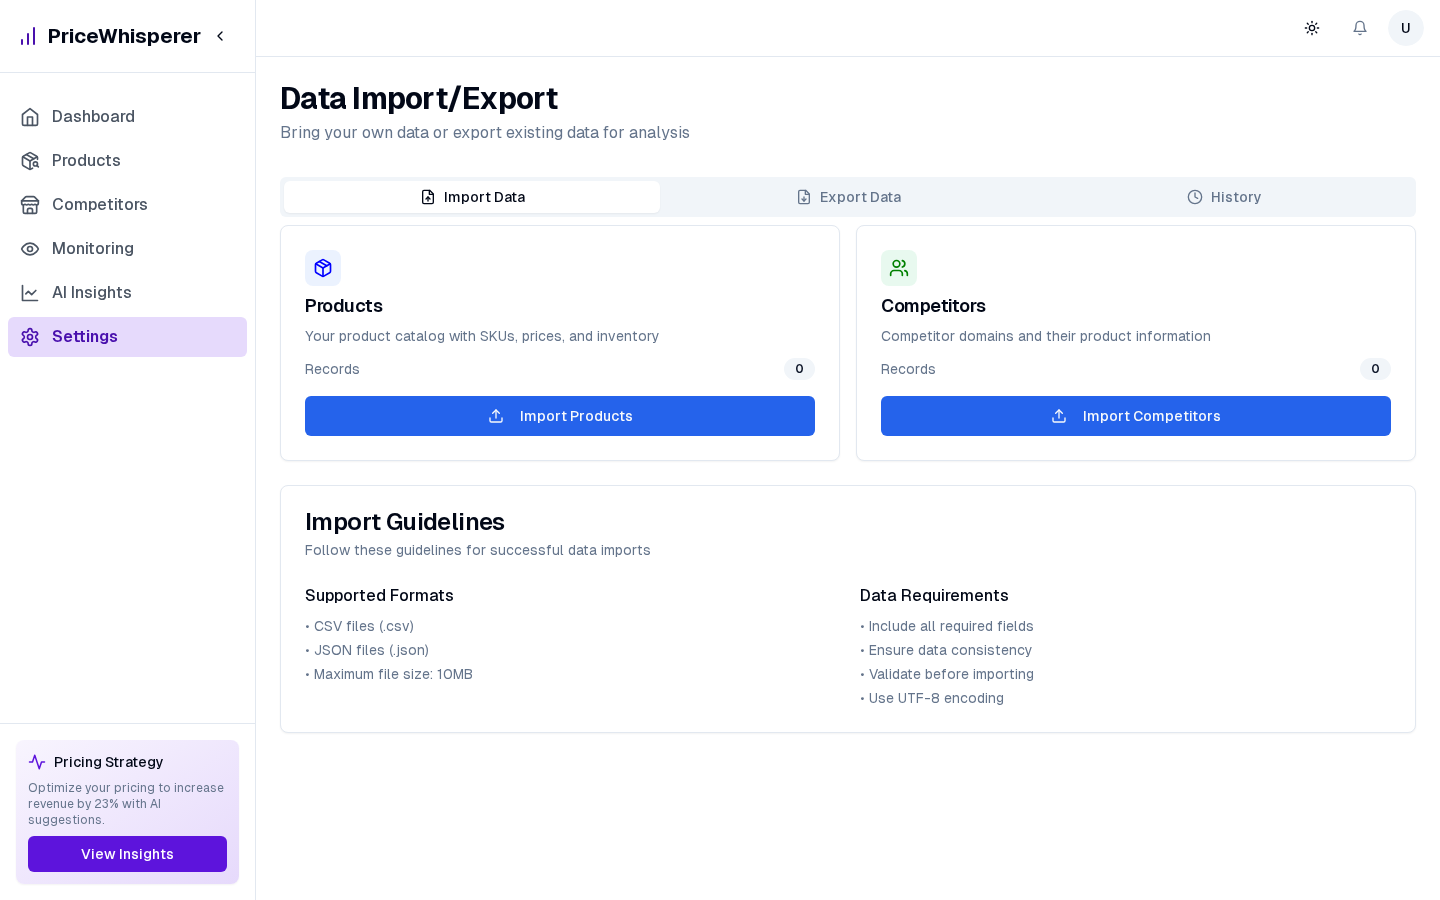 PriceWhisperer
U
Dashboard
Products
Competitors
Monitoring
AI Insights
Settings
Pricing Strategy
Optimize your pricing to increase
revenue by 23% with AI
suggestions.
View Insights
Data Import/Export
Bring your own data or export existing data for analysis
Import Data
Export Data
History
Products
Your product catalog with SKUs, prices, and inventory
Records
0
Import Products
Competitors
Competitor domains and their product information
Records
0
Import Competitors
Import Guidelines
Follow these guidelines for successful data imports
Supported Formats
• CSV files (.csv)
• JSON files (.json)
• Maximum file size: 10MB
Data Requirements
• Include all required fields
• Ensure data consistency
• Validate before importing
• Use UTF-8 encoding